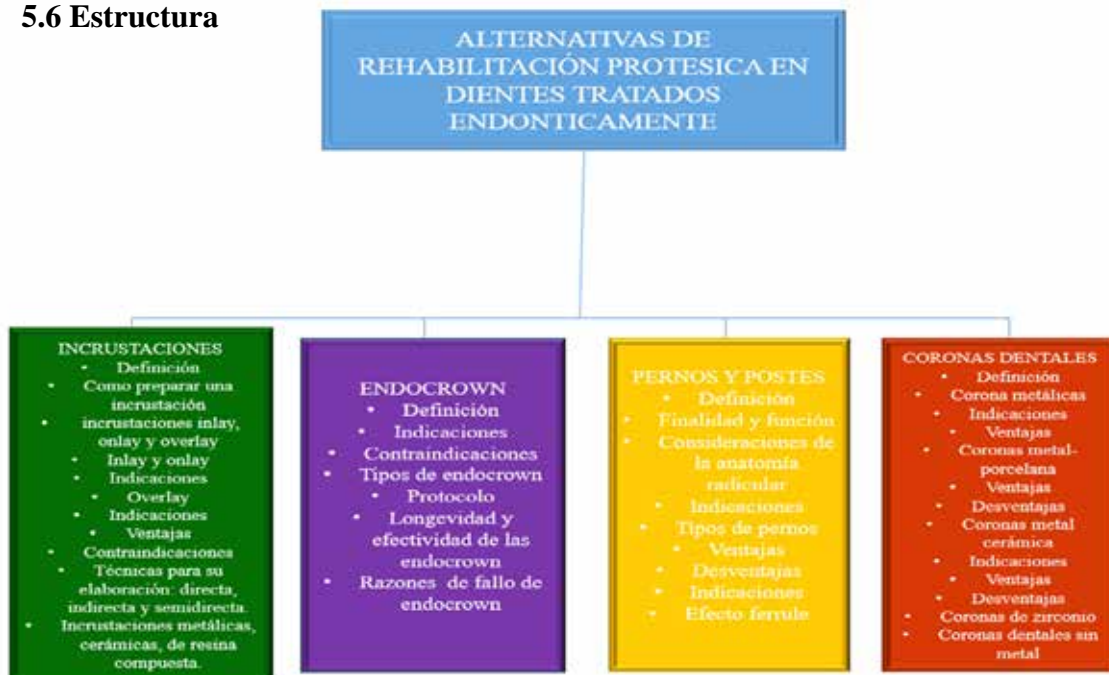 5.6 Estructura
ALTERNATIVAS DE
REHABILITACIÓN PROTESICA EN
DIENTES TRATADOS
ENDONTICAMENTE
INCRUSTACIONES
• Definición
• Como preparar una
incrustación
• incrustaciones inlay,
onlay y overlay
• Inlay y onlay
• Indicaciones
• Overlay
• Indicaciones
• Ventajas
• Contraindicaciones
• Técnicas para su
elaboración: directa,
indirecta y semidirecta.
• Incrustaciones metálicas,
cerámicas, de resina
compuesta.
ENDOCROWN
• Definición
• Indicaciones
• Contraindicaciones
• Tipos de endocrown
• Protocolo
• Longevidad y
efectividad de las
endocrown
• Razones de fallo de
endocrown
PERNOS Y POSTES
• Definición
• Finalidad y función
• Consideraciones de
la anatomía
radicular
• Indicaciones
• Tipos de pernos
• Ventajas
• Desventajas
• Indicaciones
• Efecto ferrule
CORONAS DENTALES
• Definición
• Corona metálicas
• Indicaciones
• Ventajas
• Coronas metal-
porcelana
• Ventajas
• Desventajas
• Coronas metal
cerámica
• Indicaciones
• Ventajas
• Desventajas
• Coronas de zirconio
• Coronas dentales sin
metal